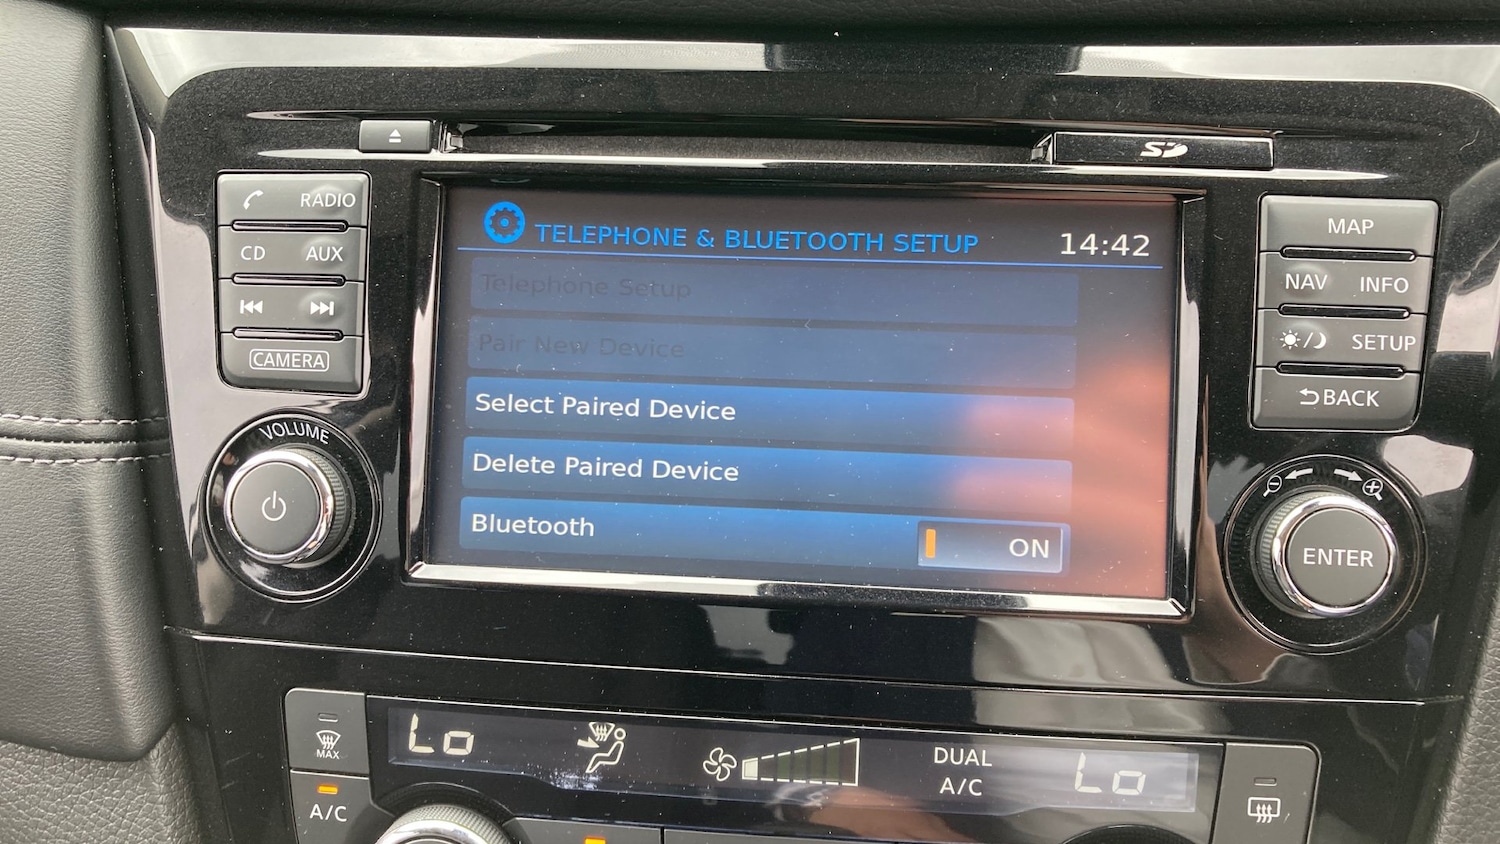 SD
RADIO
CD AUX
CAMERA
VOLUME
TELEPHONE & BLUETOOTH SETUP 14:42
Telephone Setup
Pair New Device
Select Paired Device
Delete Paired Device
Bluetooth ON
MAP
NAV INFO
SETUP
BACK
ENTER
MAX
A/C
Lo
DUAL
A/C
Lo